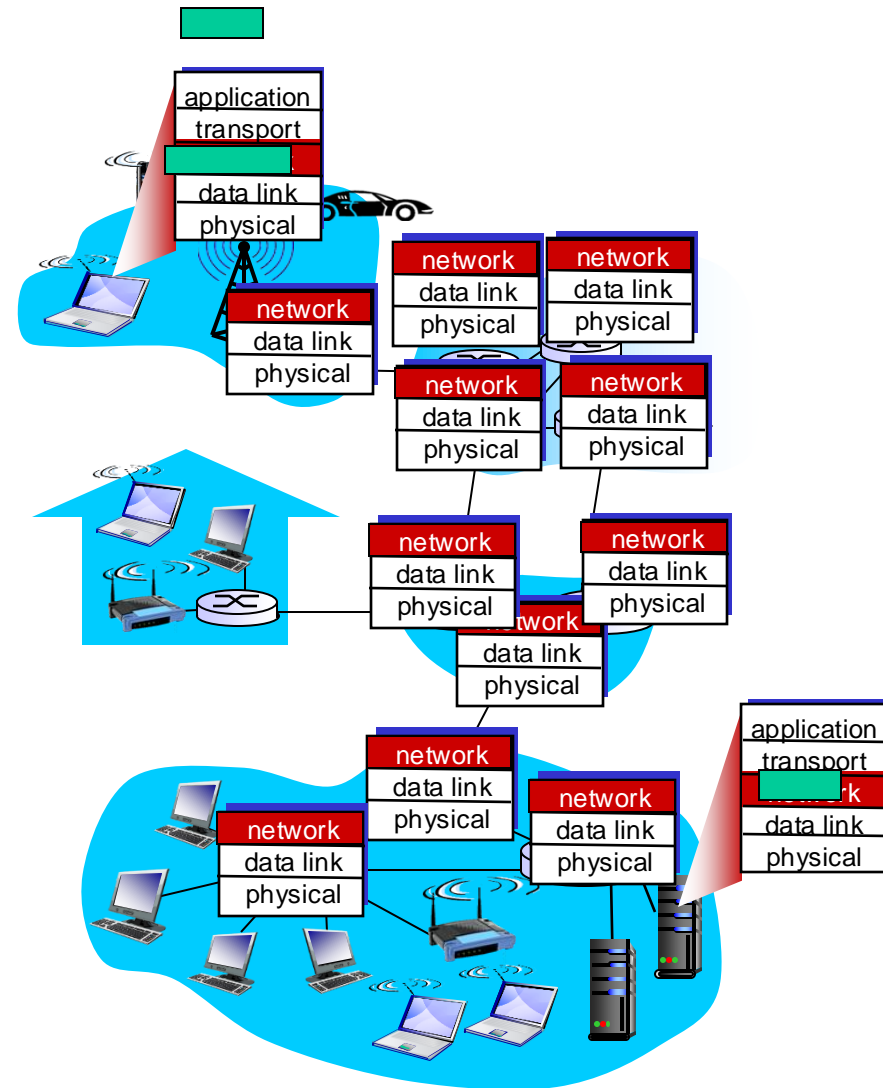 application
transport
data link
physical
network
data link
physical
network
data link
physical
network
data link
physical
network
data link
physical
network
data link
physical
network
data link
physical
network
data link
physical
network
data link
physical
application
transport
network
data link
physical
network
data link
physical
network
data link
physical
network
data link
physical